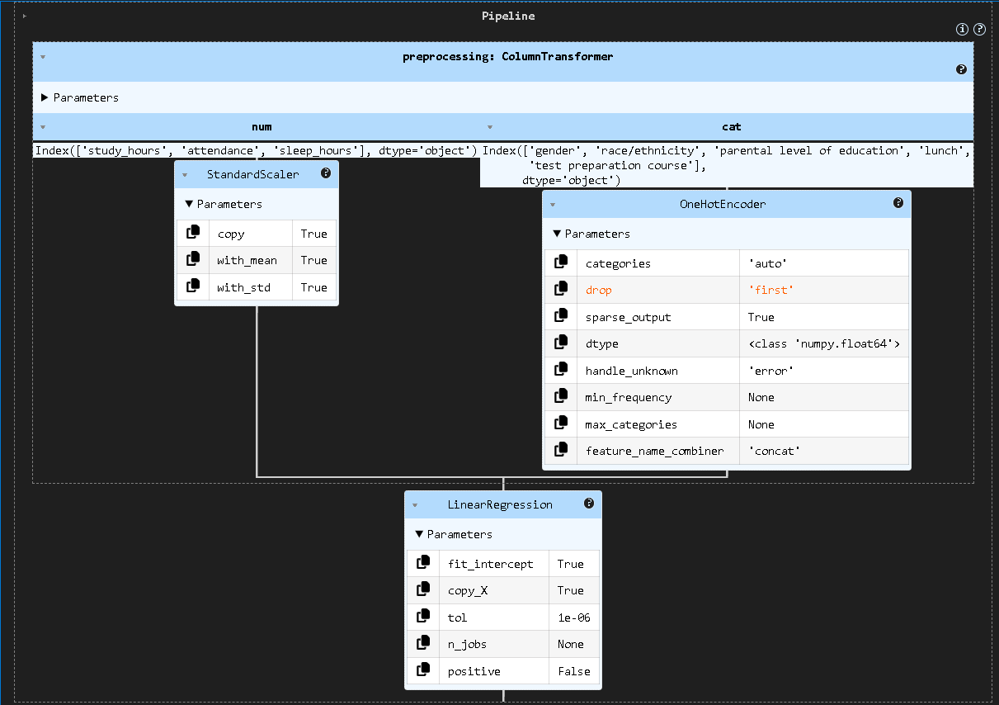 Pipeline
preprocessing: ColumnTransformer
Parameters
num
cat
Index(['study_hours', 'attendance', 'sleep_hours'], dtype='object')
Index(['gender', 'race/ethnicity', 'parental level of education', 'lunch',
'test preparation course'],
dtype='object')
StandardScaler
Parameters
copy True
with_mean True
with_std True
OneHotEncoder
Parameters
categories 'auto'
drop 'first'
sparse_output True
dtype <class 'numpy.float64'>
handle_unknown 'error'
min_frequency None
max_categories None
feature_name_combiner 'concat'
LinearRegression
Parameters
fit_intercept True
copy_X True
tol 1e-06
n_jobs None
positive False